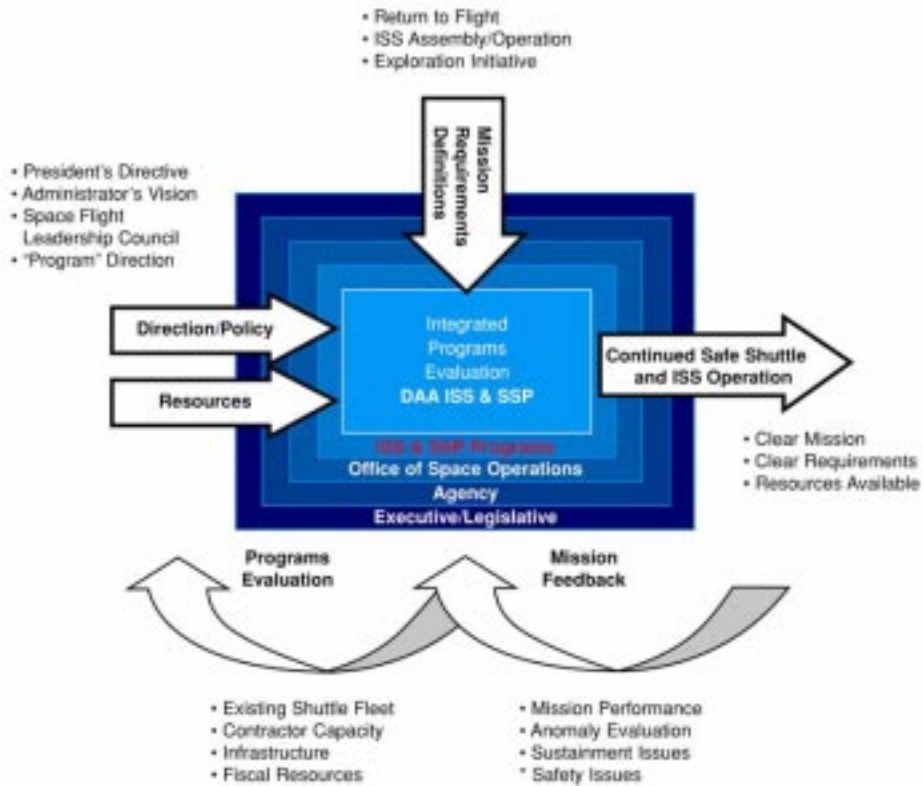 • Return to Flight
• ISS Assembly/Operation
• Exploration Initiative
Mission
Requirements
Definitions
• President's Directive
• Administrator's Vision
• Space Flight
Leadership Council
• "Program" Direction
Direction/Policy
Resources
Integrated
Programs
Evaluation
DAA ISS & SSP
ISS & SSP Programs
Office of Space Operations
Agency
Executive/Legislative
Continued Safe Shuttle
and ISS Operation
• Clear Mission
• Clear Requirements
• Resources Available
Programs
Evaluation
Mission
Feedback
• Existing Shuttle Fleet
• Contractor Capacity
• Infrastructure
• Fiscal Resources
• Mission Performance
• Anomaly Evaluation
• Sustainment Issues
* Safety Issues